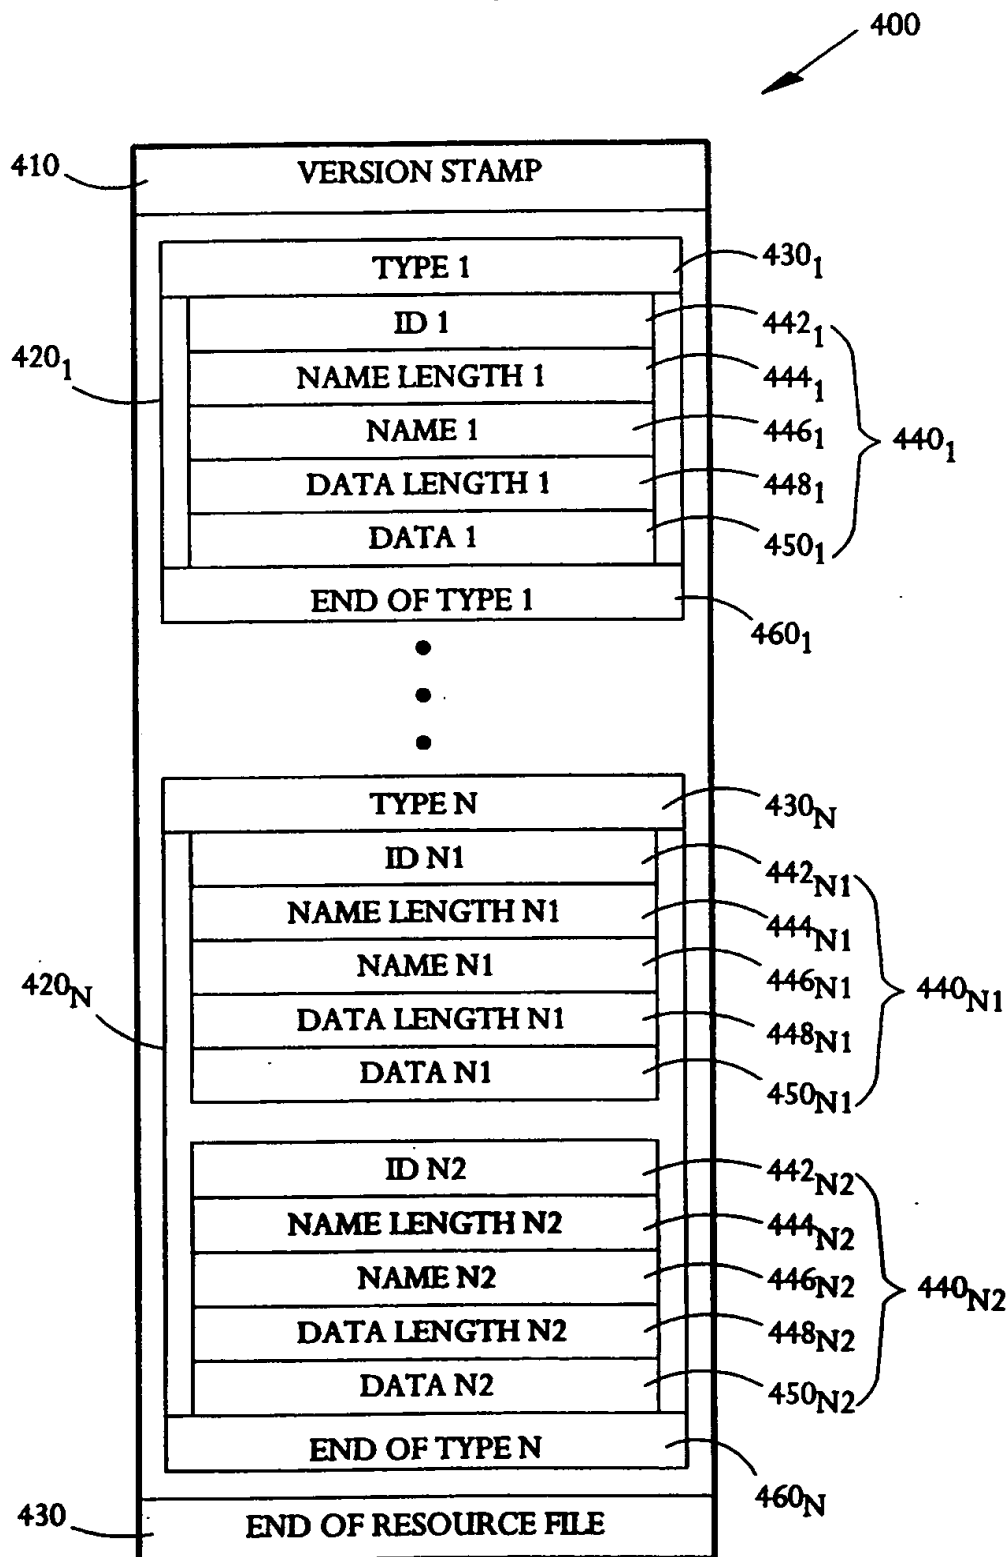 400
410 VERSION STAMP
TYPE 1 430₁
ID 1 442₁
420₁ NAME LENGTH 1 444₁
NAME 1 446₁ 440₁
DATA LENGTH 1 448₁
DATA 1 450₁
END OF TYPE 1 460₁
TYPE N 430N
ID N1 442N1
NAME LENGTH N1 444N1
420N NAME N1 446N1 440N1
DATA LENGTH N1 448N1
DATA N1 450N1
ID N2 442N2
NAME LENGTH N2 444N2
NAME N2 446N2 440N2
DATA LENGTH N2 448N2
DATA N2 450N2
END OF TYPE N 460N
430 END OF RESOURCE FILE